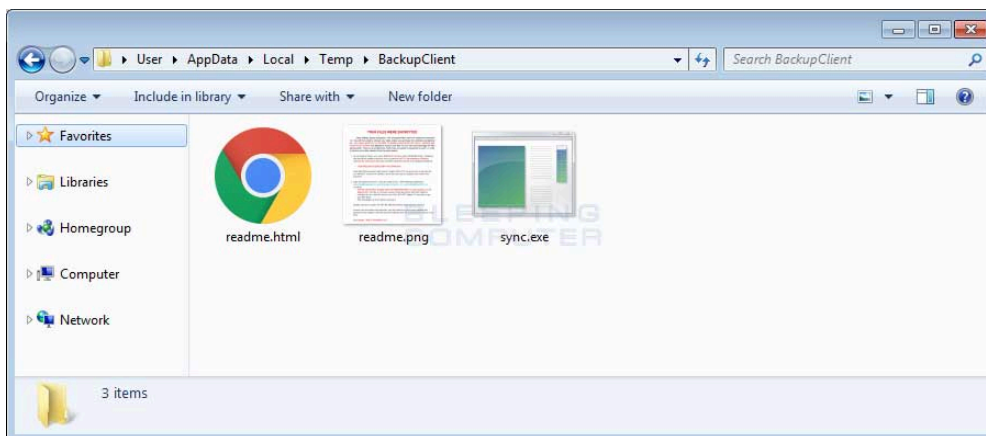 User AppData Local Temp BackupClient
Search BackupClient
Organize Include in library Share with New folder
Favorites
Libraries
Homegroup
Computer
Network
readme.html
readme.png
sync.exe
BLEEPING
COMPUTER
3 items